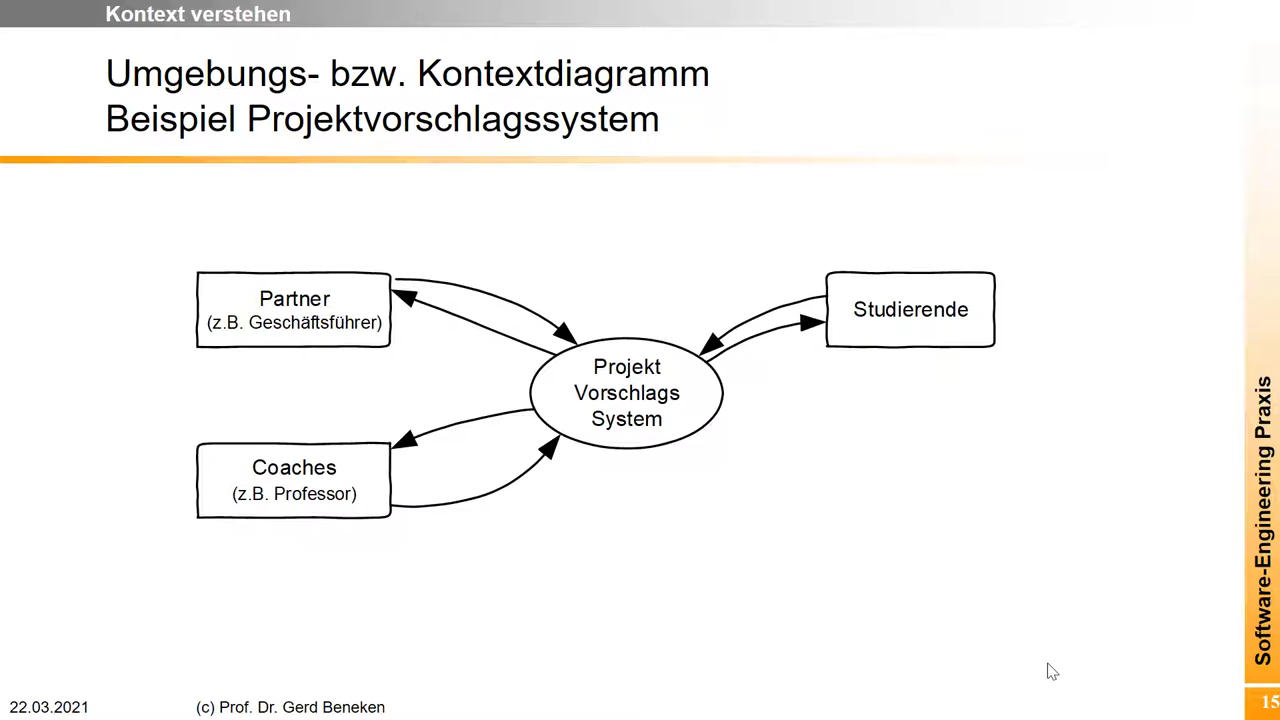 Kontext verstehen
Umgebungs- bzw. Kontextdiagramm
Beispiel Projektvorschlagssystem
Partner
(z.B. Geschäftsführer)
Studierende
Projekt
Vorschlags
System
Coaches
(z.B. Professor)
Software-Engineering Praxis
22.03.2021
(c) Prof. Dr. Gerd Beneken
15